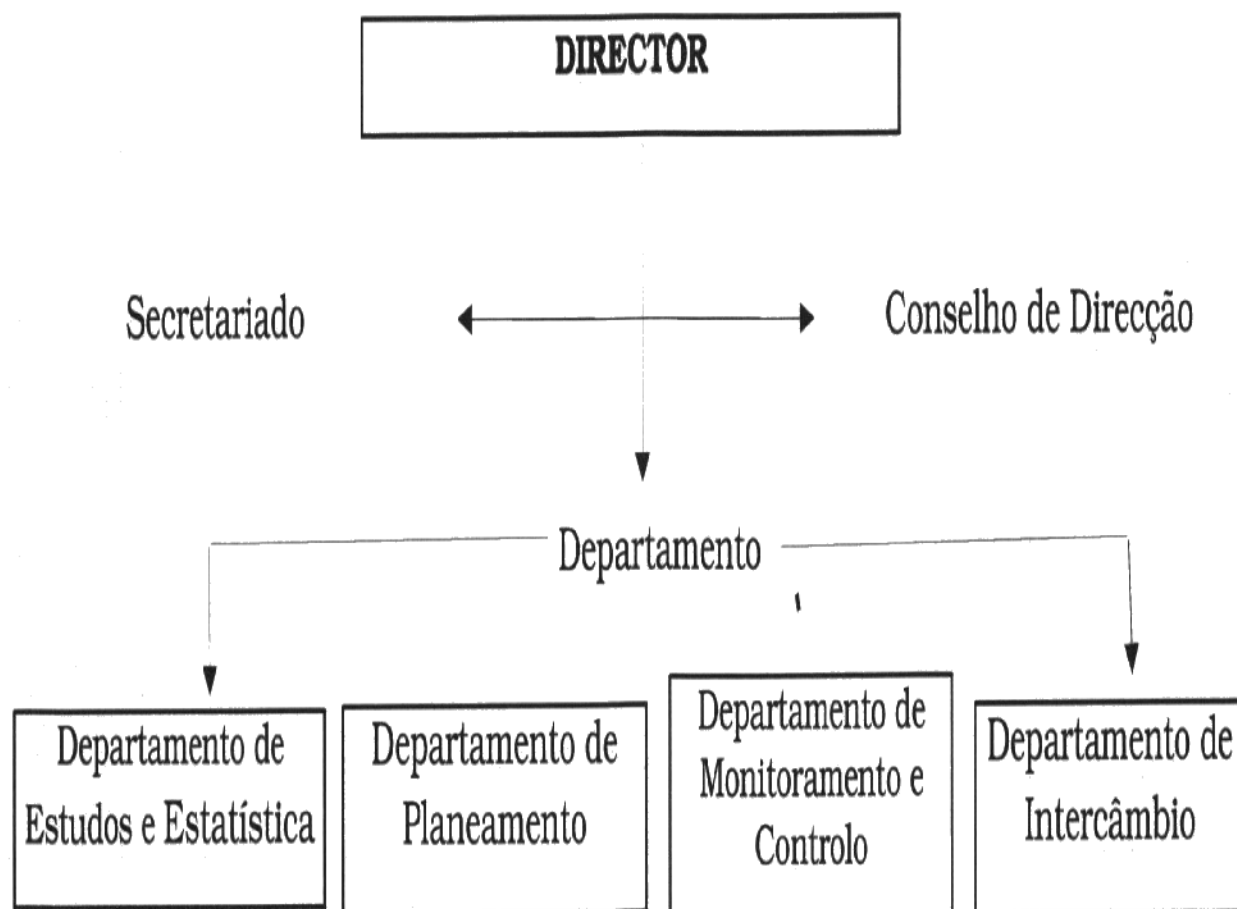 DIRECTOR
Secretariado
Conselho de Direcção
Departamento
Departamento de
Estudos e Estatística
Departamento de
Planeamento
Departamento de
Monitoramento e
Controlo
Departamento de
Intercâmbio